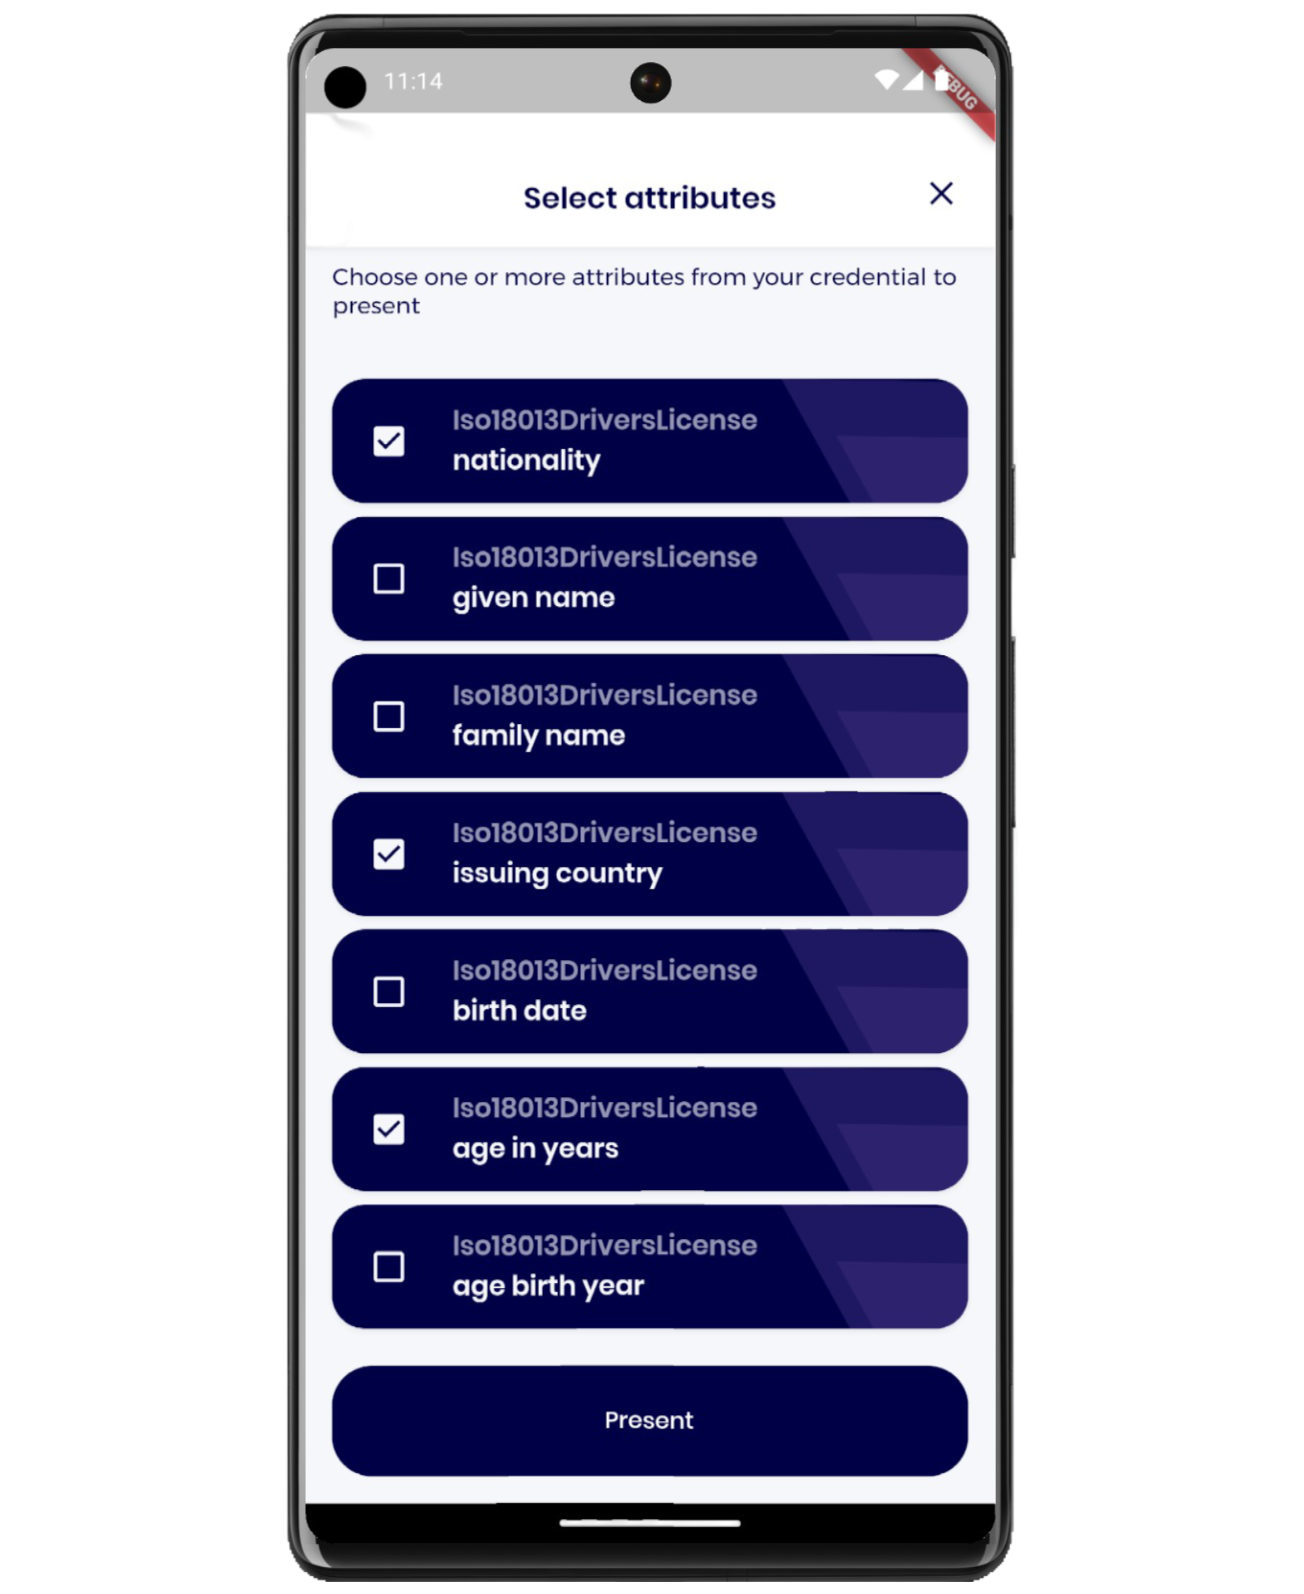 11:14
DEBUG
Select attributes
Choose one or more attributes from your credential to
present
Iso18013DriversLicense
nationality
Iso18013DriversLicense
given name
Iso18013DriversLicense
family name
Iso18013DriversLicense
issuing country
Iso18013DriversLicense
birth date
Iso18013DriversLicense
age in years
Iso18013DriversLicense
age birth year
Present